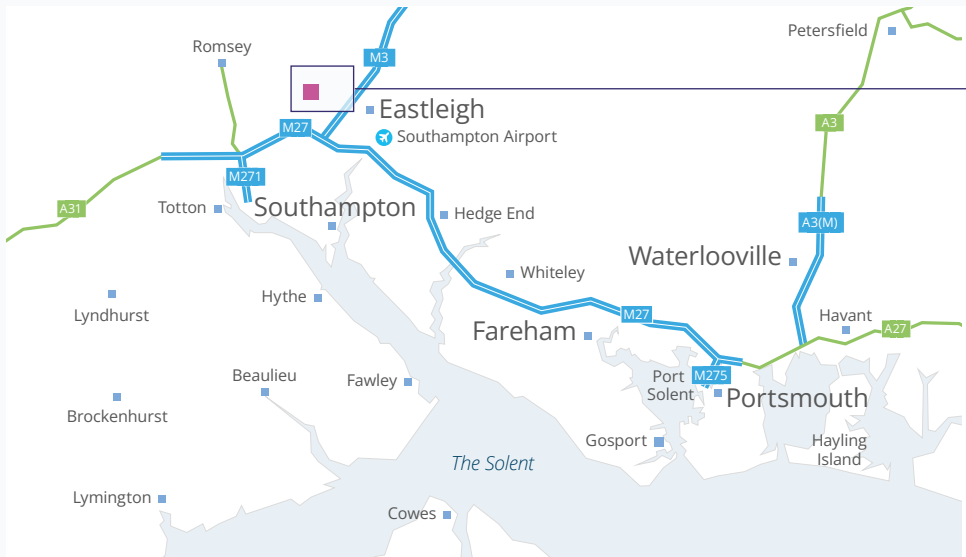 Petersfield
Romsey
M3
Eastleigh
A3
M27
Southampton Airport
M271
Totton
Southampton
A31
Hedge End
A3(M)
Waterlooville
Whiteley
Hythe
Lyndhurst
M27
Havant
Fareham
A27
Beaulieu
Fawley
Port
Solent
M275
Portsmouth
Brockenhurst
Gosport
Hayling
Island
The Solent
Lymington
Cowes